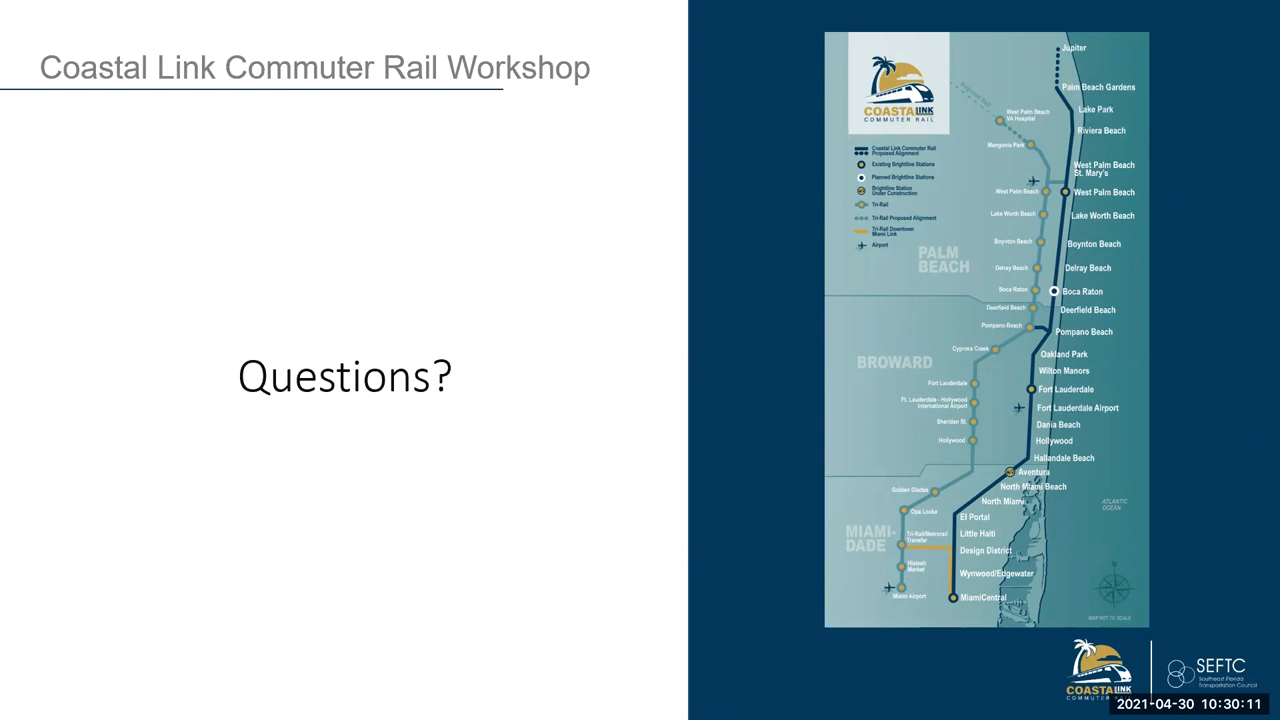 Coastal Link Commuter Rail Workshop
Questions?
COASTALINK
COMMUTER RAIL
Coastal Link Commuter Rail
Proposed Alignment
Existing Brightline Stations
Planned Brightline Stations
Brightline Station
Under Construction
Tri-Rail
Tri-Rail Proposed Alignment
Tri-Rail Downtown
Miami Link
Airport
PALM
BEACH
BROWARD
MIAMI-
DADE
West Palm Beach
VA Hospital
Mangonia Park
West Palm Beach
Lake Worth Beach
Boynton Beach
Delray Beach
Boca Raton
Deerfield Beach
Pompano Beach
Cypress Creek
Fort Lauderdale
Ft. Lauderdale - Hollywood
International Airport
Sheridan St.
Hollywood
Golden Glades
Opa Locka
Tri-Rail/Metrorail
Transfer
Hialeah
Market
Miami Airport
Jupiter
Palm Beach Gardens
Lake Park
Riviera Beach
West Palm Beach
St. Mary's
West Palm Beach
Lake Worth Beach
Boynton Beach
Delray Beach
Boca Raton
Deerfield Beach
Pompano Beach
Oakland Park
Wilton Manors
Fort Lauderdale
Fort Lauderdale Airport
Dania Beach
Hollywood
Hallandale Beach
Aventura
North Miami Beach
North Miami
El Portal
Little Haiti
Design District
Wynwood/Edgewater
MiamiCentral
ATLANTIC
OCEAN
N
MAP NOT TO SCALE
COASTALINK
SEFTC
Southeast Florida
Transportation Council
2021-04-30 10:30:11